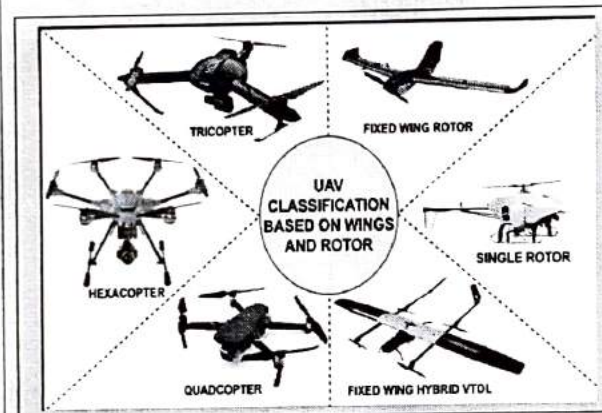 TRICOPTER
FIXED WING ROTOR
UAV
CLASSIFICATION
BASED ON WINGS
AND ROTOR
HEXACOPTER
SINGLE ROTOR
QUADCOPTER
FIXED WING HYBRID VTOL